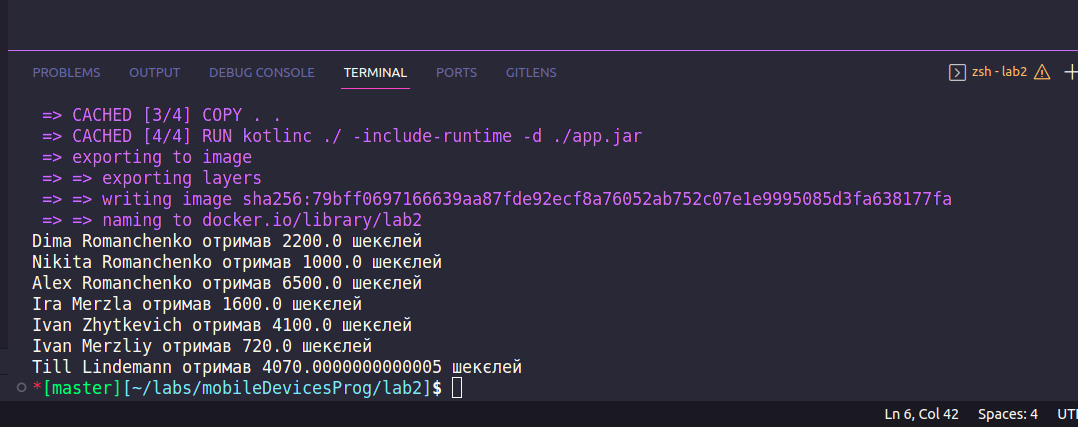 PROBLEMS OUTPUT DEBUG CONSOLE TERMINAL PORTS GITLENS zsh - lab2
=> CACHED [3/4] COPY . .
=> CACHED [4/4] RUN kotlinc ./ -include-runtime -d ./app.jar
=> exporting to image
=> => exporting layers
=> => writing image sha256:79bff0697166639aa87fde92ecf8a76052ab752c07e1e9995085d3fa638177fa
=> => naming to docker.io/library/lab2
Dima Romanchenko отримав 2200.0 шекєлей
Nikita Romanchenko отримав 1000.0 шекєлей
Alex Romanchenko отримав 6500.0 шекєлей
Ira Merzla отримав 1600.0 шекєлей
Ivan Zhytkevich отримав 4100.0 шекєлей
Ivan Merzliy отримав 720.0 шекєлей
Till Lindemann отримав 4070.0000000000005 шекєлей
*[master][~/labs/mobileDevicesProg/lab2]$
Ln 6, Col 42 Spaces: 4